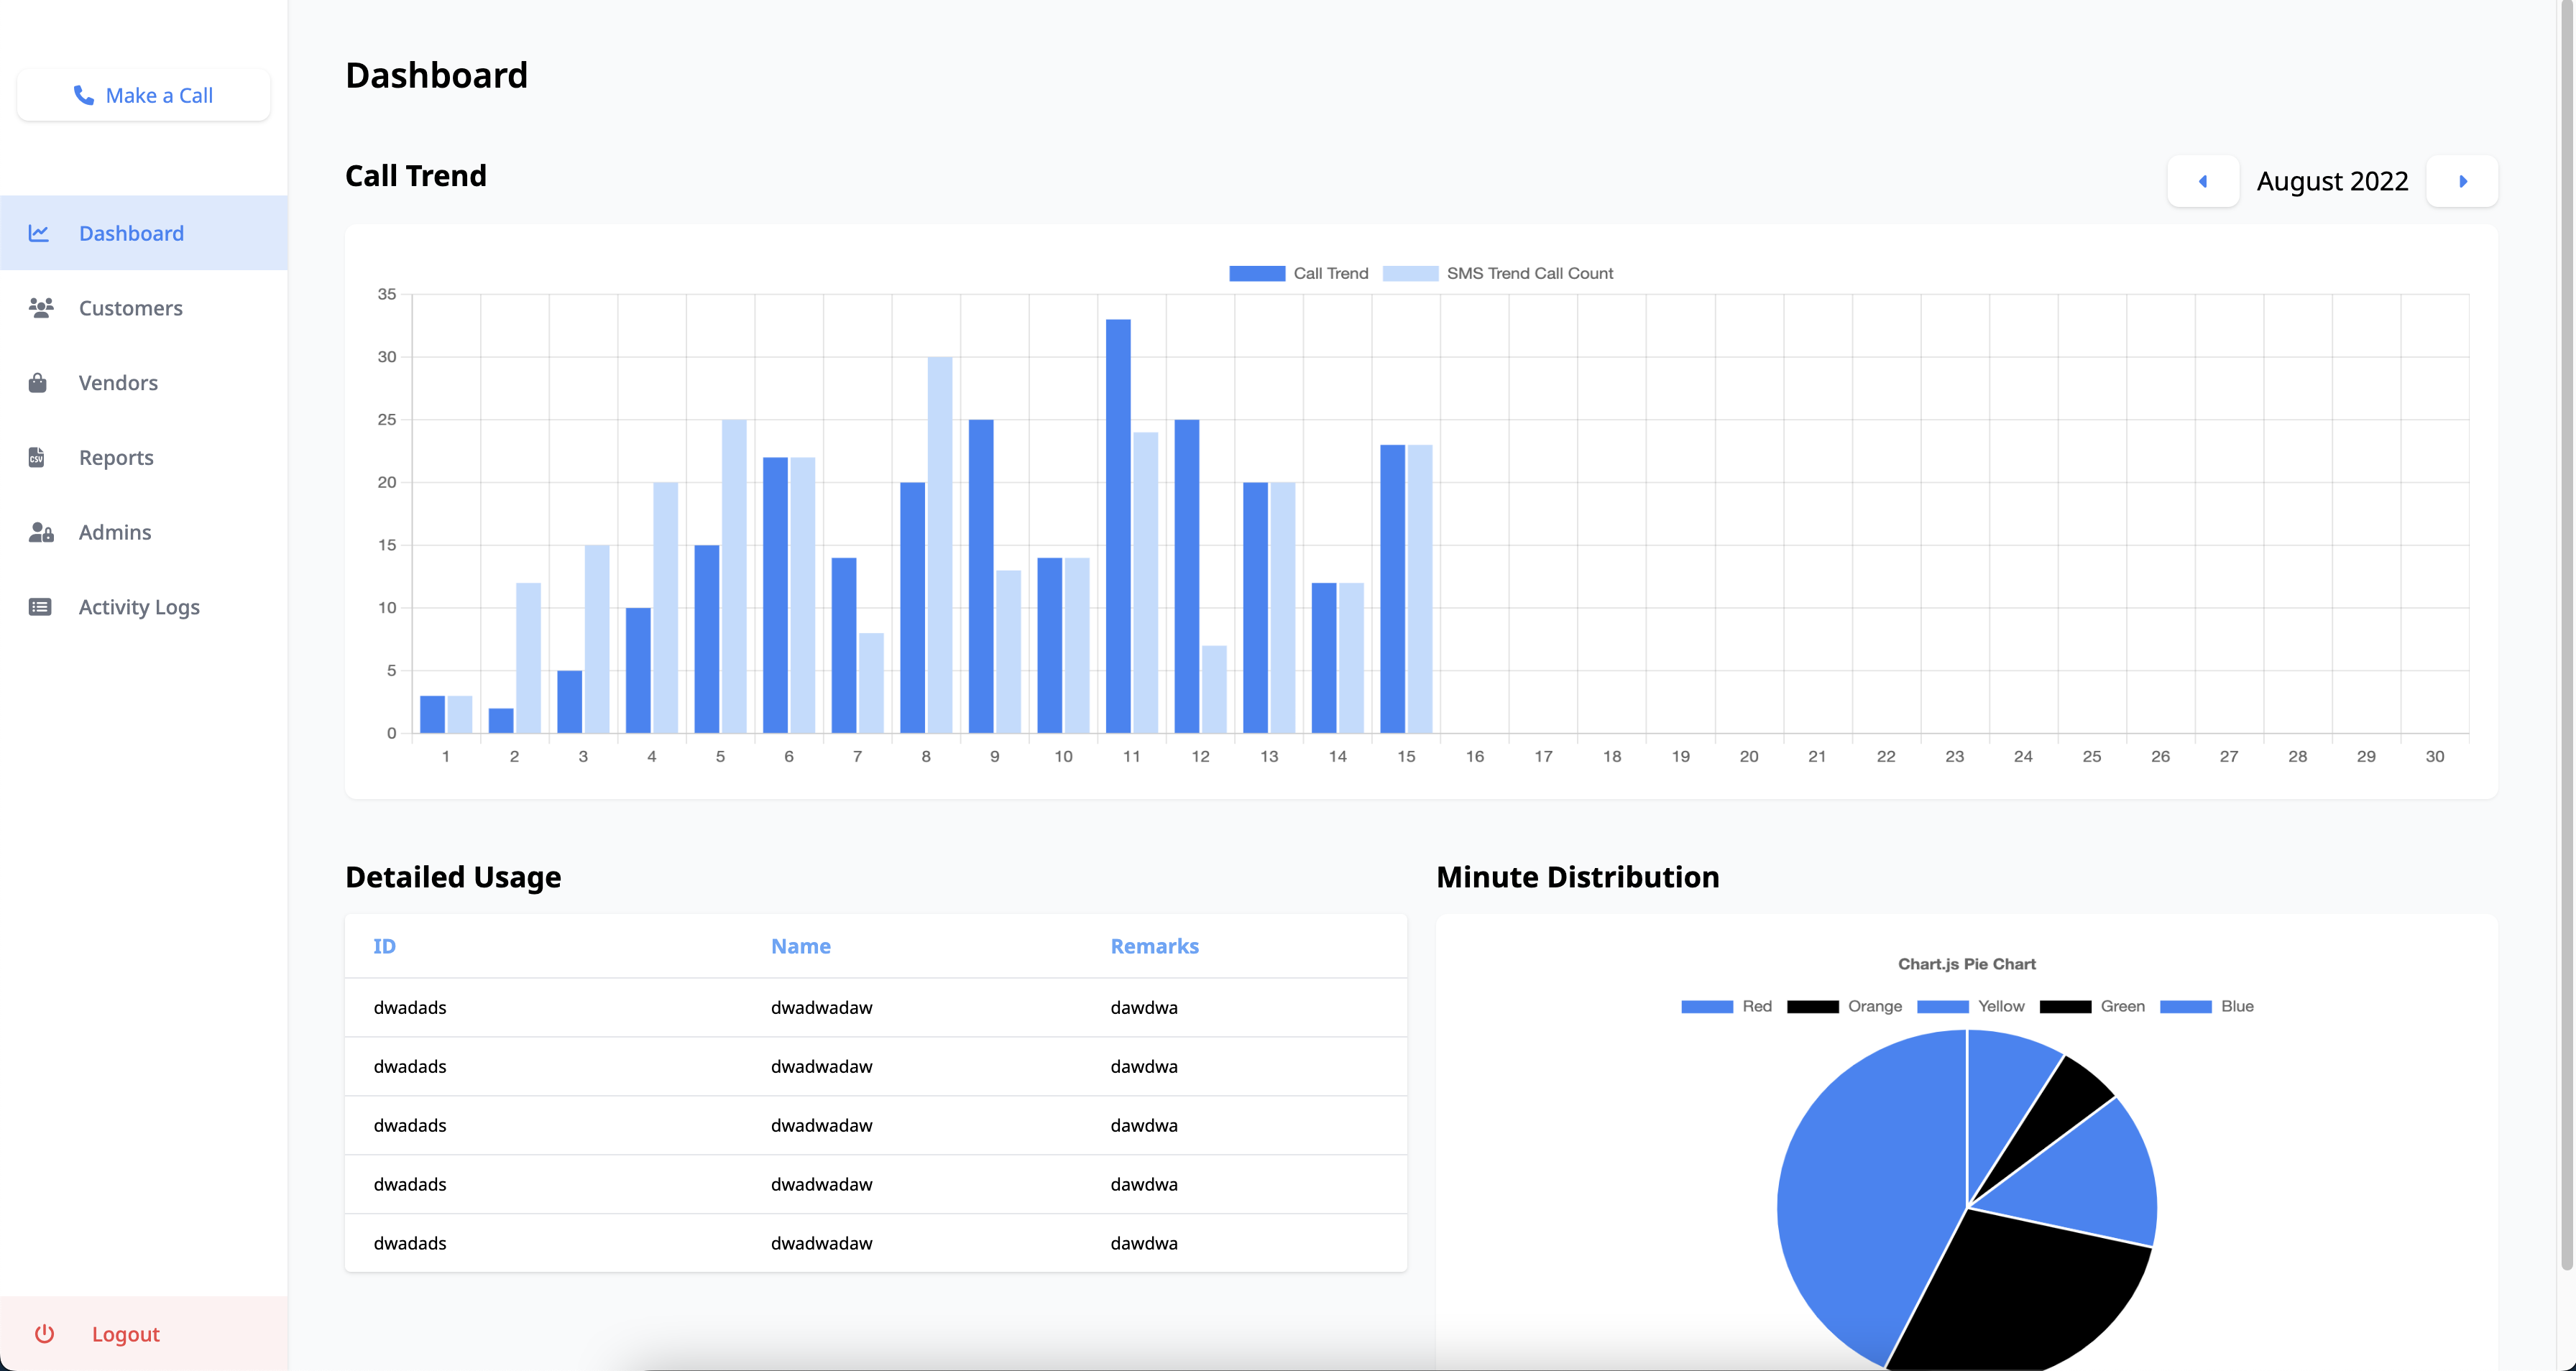 Make a Call
Dashboard
Customers
Vendors
Reports
Admins
Activity Logs
Logout
Dashboard
Call Trend
August 2022
Call Trend SMS Trend Call Count
35
30
25
20
15
10
5
0
1 2 3 4 5 6 7 8 9 10 11 12 13 14 15 16 17 18 19 20 21 22 23 24 25 26 27 28 29 30
Detailed Usage
ID Name Remarks
dwadads dwadwadaw dawdwa
dwadads dwadwadaw dawdwa
dwadads dwadwadaw dawdwa
dwadads dwadwadaw dawdwa
dwadads dwadwadaw dawdwa
Minute Distribution
Chart.js Pie Chart
Red Orange Yellow Green Blue